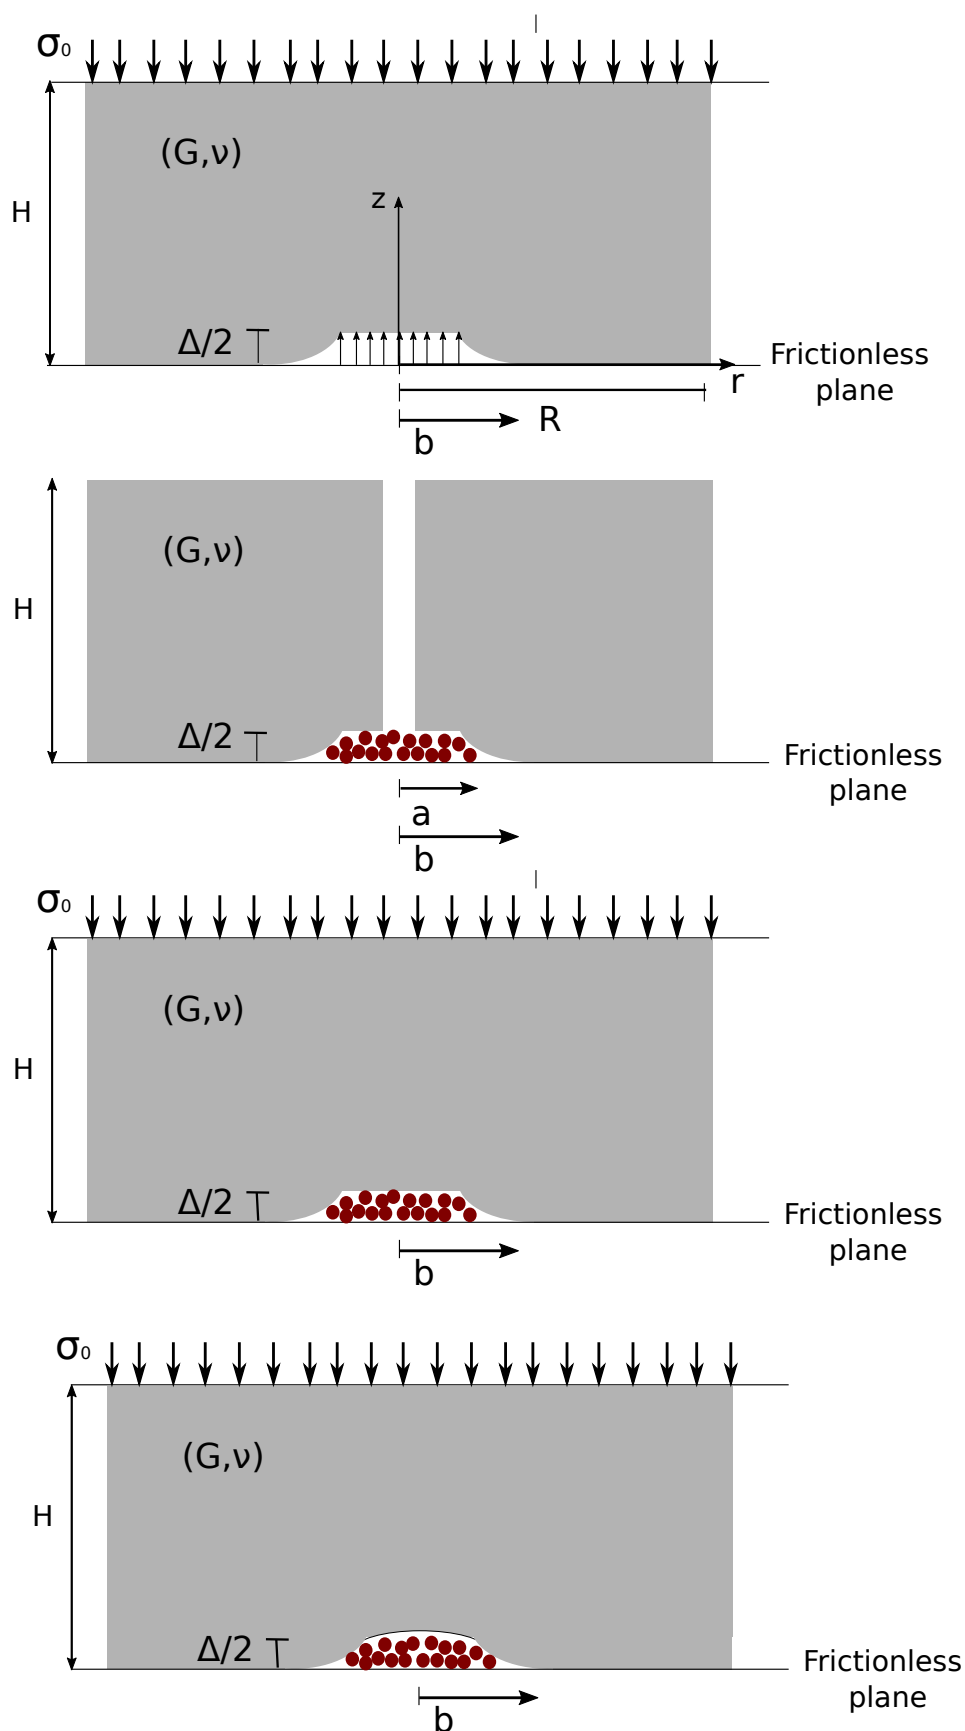 σ₀
(G,ν)
H
z
Δ/2
Frictionless
plane
r
R
b
(G,ν)
H
Δ/2
Frictionless
plane
a
b
σ₀
(G,ν)
H
Δ/2
Frictionless
plane
b
σ₀
(G,ν)
H
Δ/2
Frictionless
plane
b